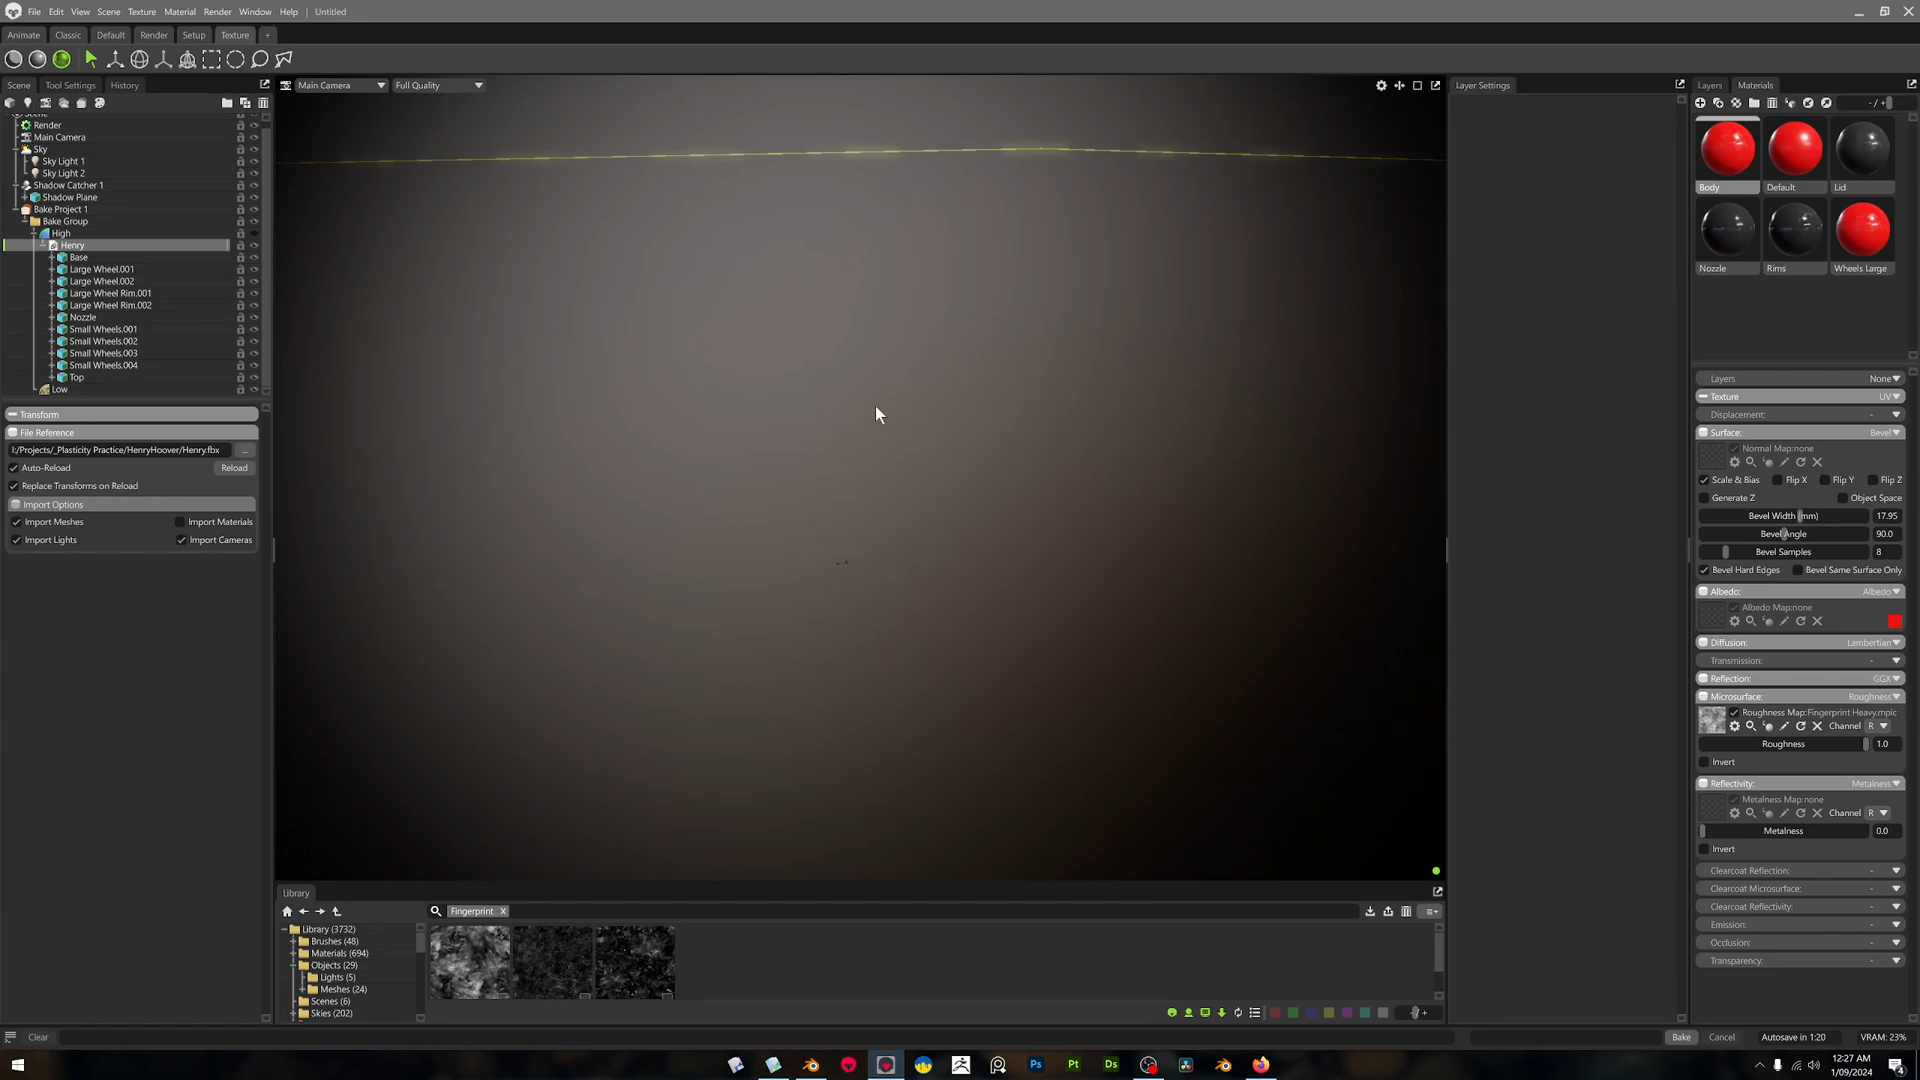 File Edit View Scene Texture Material Render Window Help Untitled
Animate Classic Default Render Setup Texture +
Scene Tool Settings History
Main Camera Full Quality
Layer Settings
Layers Materials
Render
Main Camera
Sky
Sky Light 1
Sky Light 2
Shadow Catcher 1
Shadow Plane
Bake Project 1
Bake Group
High
Henry
Base
Large Wheel.001
Large Wheel.002
Large Wheel Rim.001
Large Wheel Rim.002
Nozzle
Small Wheels.001
Small Wheels.002
Small Wheels.003
Small Wheels.004
Top
Low
Transform
File Reference
I:/Projects/_Plasticity Practice/HenryHoover/Henry.fbx ...
Auto-Reload Reload
Replace Transforms on Reload
Import Options
Import Meshes Import Materials
Import Lights Import Cameras
Body Default Lid
Nozzle Rims Wheels Large
Layers None
Texture UV
Displacement: -
Surface: Bevel
Normal Map:none
Scale & Bias Flip X Flip Y Flip Z
Generate Z Object Space
Bevel Width (mm) 17.95
Bevel Angle 90.0
Bevel Samples 8
Bevel Hard Edges Bevel Same Surface Only
Albedo: Albedo
Albedo Map:none
Diffusion: Lambertian
Transmission: -
Reflection: GGX
Microsurface: Roughness
Roughness Map:Fingerprint Heavy.mpic
Channel R
Roughness 1.0
Invert
Reflectivity: Metalness
Metalness Map:none
Channel R
Metalness 0.0
Invert
Clearcoat Reflection: -
Clearcoat Microsurface: -
Clearcoat Reflectivity: -
Emission: -
Occlusion: -
Transparency: -
Library
Fingerprint X
Library (3732)
Brushes (48)
Materials (694)
Objects (29)
Lights (5)
Meshes (24)
Scenes (6)
Skies (202)
Clear
Bake Cancel Autosave in 1:20 VRAM: 23%
Ps Pt Ds
12:27 AM
1/09/2024
4